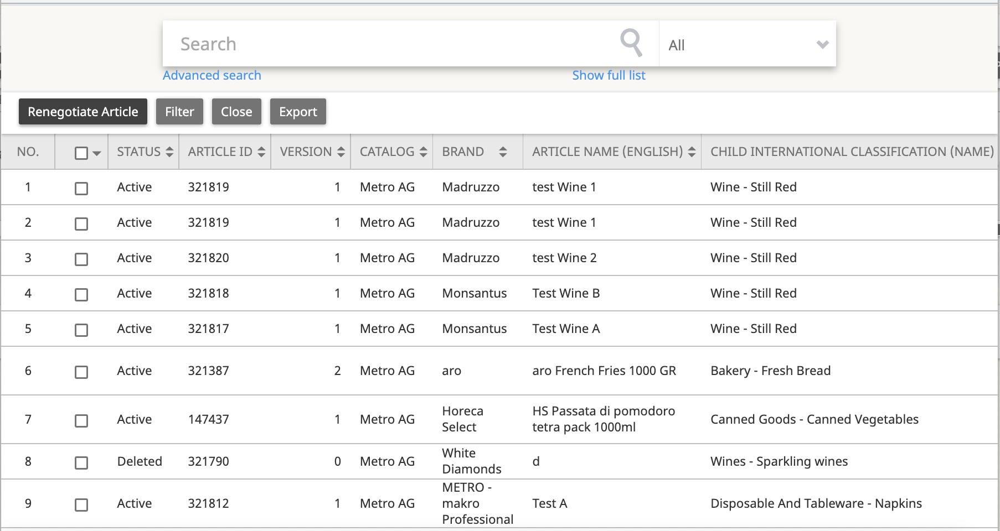 Search
All
Advanced search
Show full list
Renegotiate Article Filter Close Export
NO. STATUS ARTICLE ID VERSION CATALOG BRAND ARTICLE NAME (ENGLISH) CHILD INTERNATIONAL CLASSIFICATION (NAME)
1 Active 321819 1 Metro AG Madruzzo test Wine 1 Wine - Still Red
2 Active 321819 1 Metro AG Madruzzo test Wine 1 Wine - Still Red
3 Active 321820 1 Metro AG Madruzzo test Wine 2 Wine - Still Red
4 Active 321818 1 Metro AG Monsantus Test Wine B Wine - Still Red
5 Active 321817 1 Metro AG Monsantus Test Wine A Wine - Still Red
6 Active 321387 2 Metro AG aro aro French Fries 1000 GR Bakery - Fresh Bread
7 Active 147437 1 Metro AG Horeca Select HS Passata di pomodoro tetra pack 1000ml Canned Goods - Canned Vegetables
8 Deleted 321790 0 Metro AG White Diamonds d Wines - Sparkling wines
9 Active 321812 1 Metro AG METRO - makro Professional Test A Disposable And Tableware - Napkins